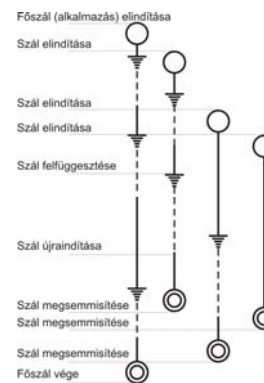 Főszál (alkalmazás) elindítása
Szál elindítása
Szál elindítása
Szál elindítása
Szál felfüggesztése
Szál újraindítása
Szál megsemmisítése
Szál megsemmisítése
Szál megsemmisítése
Főszál vége